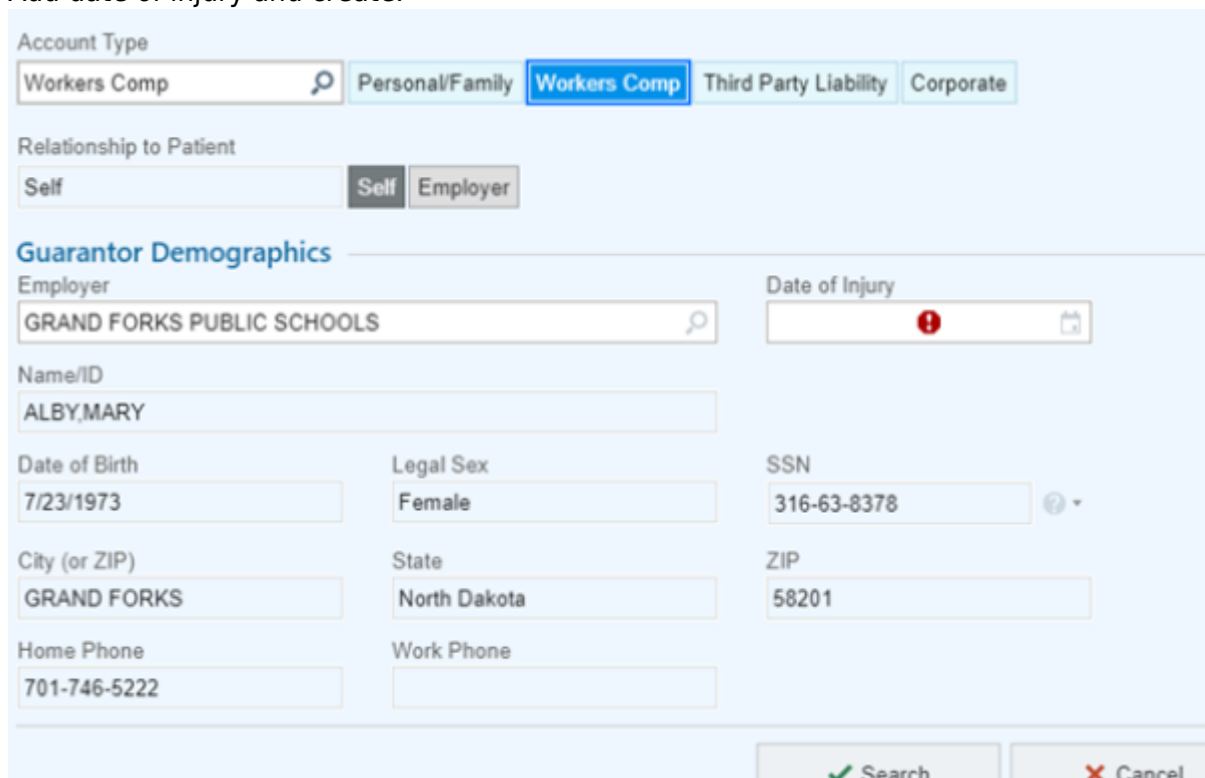 Add date of injury and create.
Account Type
Workers Comp Personal/Family Workers Comp Third Party Liability Corporate
Relationship to Patient
Self Self Employer
Guarantor Demographics
Employer Date of Injury
GRAND FORKS PUBLIC SCHOOLS
Name/ID
ALBY,MARY
Date of Birth Legal Sex SSN
7/23/1973 Female 316-63-8378
City (or ZIP) State ZIP
GRAND FORKS North Dakota 58201
Home Phone Work Phone
701-746-5222
Search Cancel